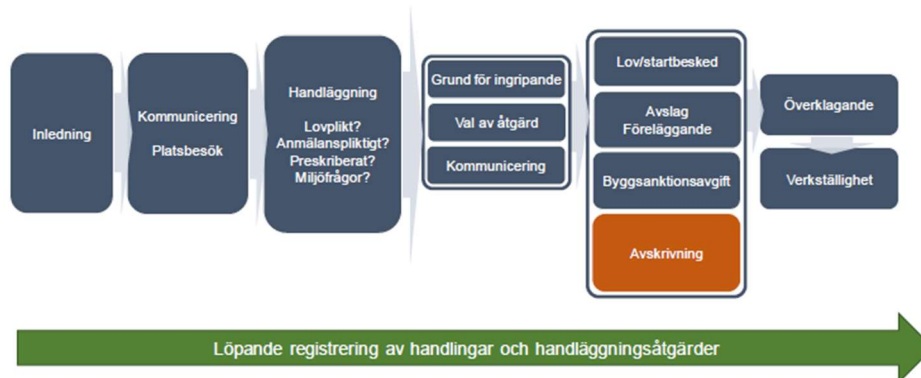 Inledning
Kommunicering
Platsbesök
Handläggning
Lovplikt?
Anmälanspliktigt?
Preskriberat?
Miljöfrågor?
Grund för ingripande
Val av åtgärd
Kommunicering
Lov/startbesked
Avslag
Föreläggande
Byggsanktionsavgift
Avskrivning
Överklagande
Verkställighet
Löpande registrering av handlingar och handläggningsåtgärder